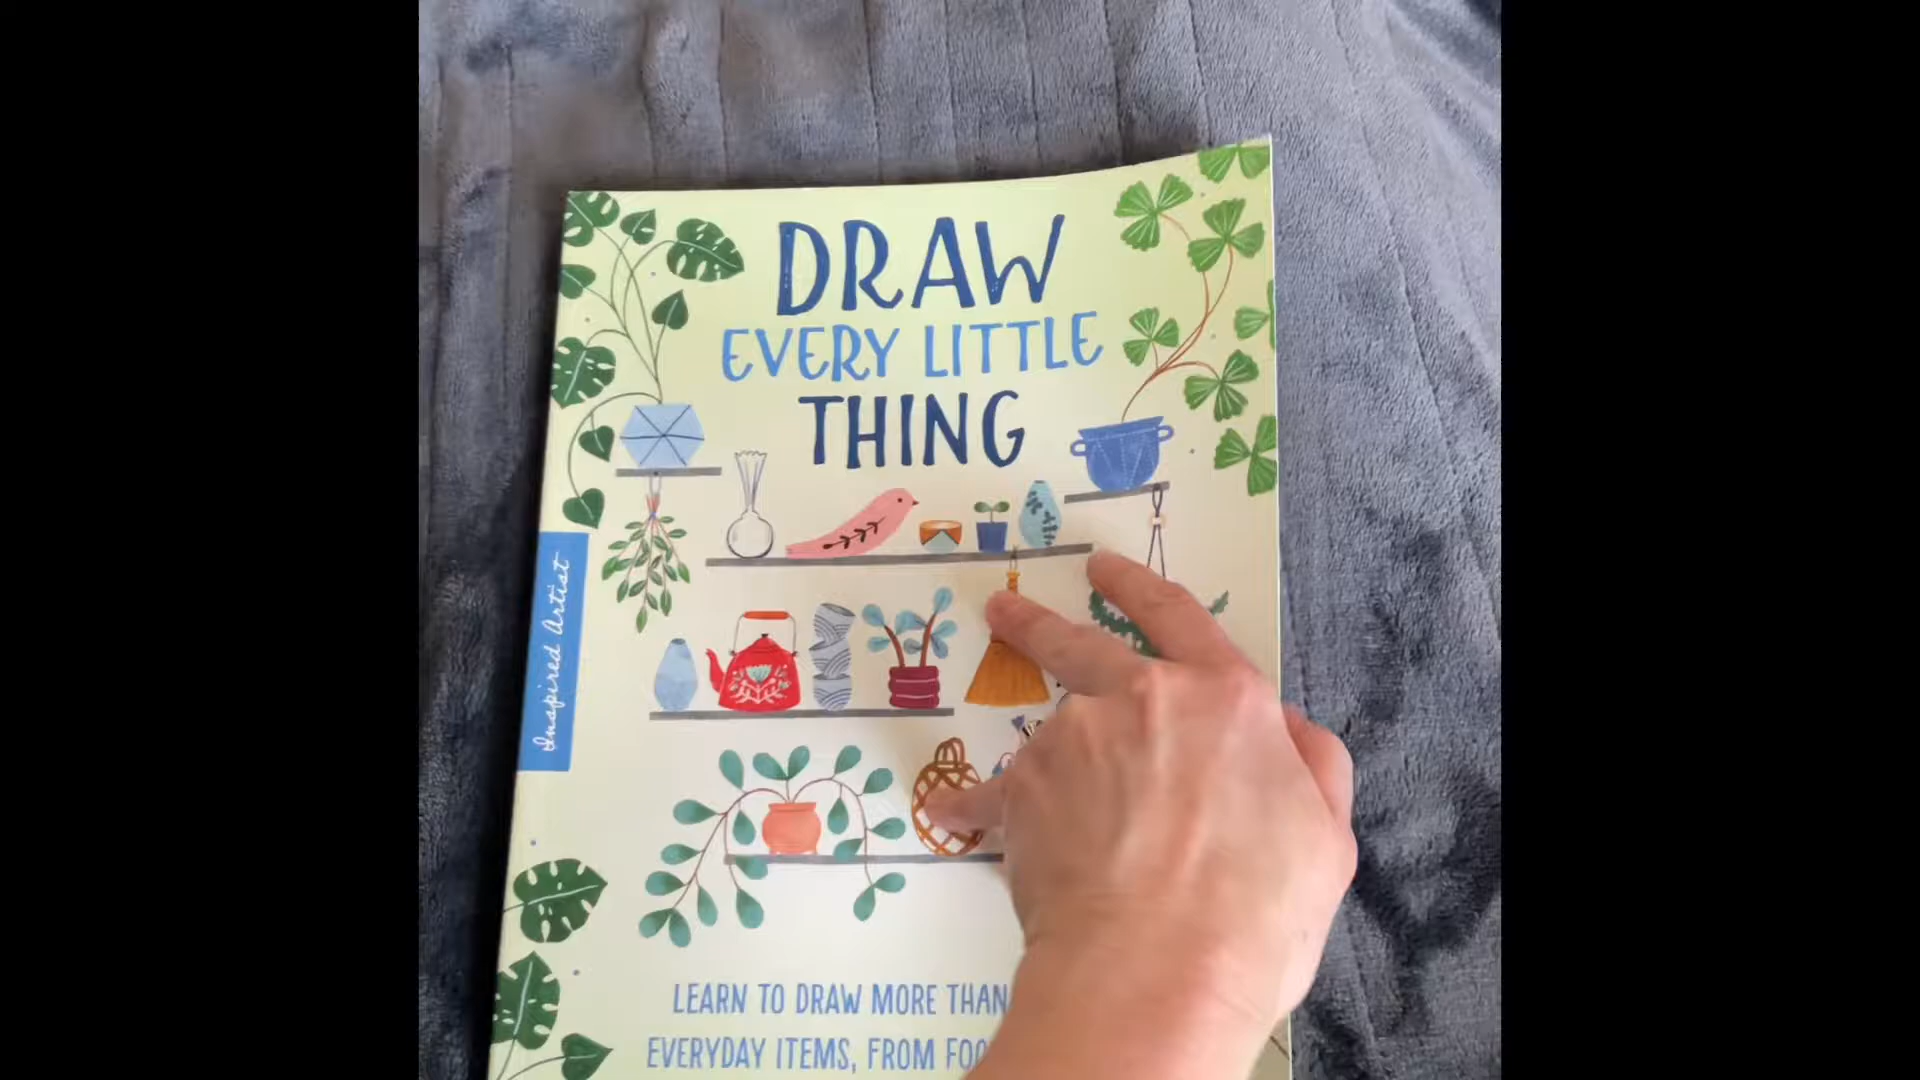 DRAW
EVERY LITTLE
THING
Inspired Artist
LEARN TO DRAW MORE THAN
EVERYDAY ITEMS, FROM